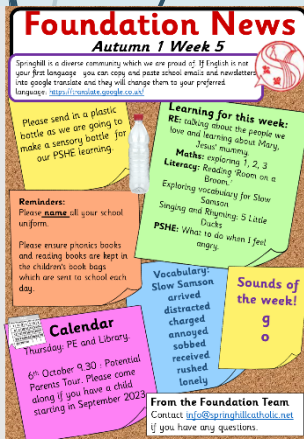 Foundation News
Autumn 1 Week 5
Springhill is a diverse community which we are proud of. If English is not
your first language you can copy and paste school emails and newsletters
into google translate and they will change them to your preferred
language. https://translate.google.co.uk/
Please send in a plastic
bottle as we are going to
make a sensory bottle for
our PSHE learning.
Learning for this week:
RE: talking about the people we
love and learning about Mary,
Jesus' mummy.
Maths: exploring 1, 2, 3
Literacy: Reading 'Room on a
Broom.'
Exploring vocabulary for Slow
Samson
Singing and Rhyming: 5 Little
Ducks
PSHE: What to do when I feel
angry.
Reminders:
Please name all your school
uniform.
Please ensure phonics books
and reading books are kept in
the children's book bags
which are sent to school each
day.
Vocabulary:
Slow Samson
arrived
distracted
charged
annoyed
sobbed
received
rushed
lonely
Sounds of
the week!
g
o
Calendar
Thursday: PE and Library.
6th October 9.30 : Potential
Parents Tour. Please come
along if you have a child
starting in September 2023
From the Foundation Team
Contact info@springhillcatholic.net
if you have any questions.